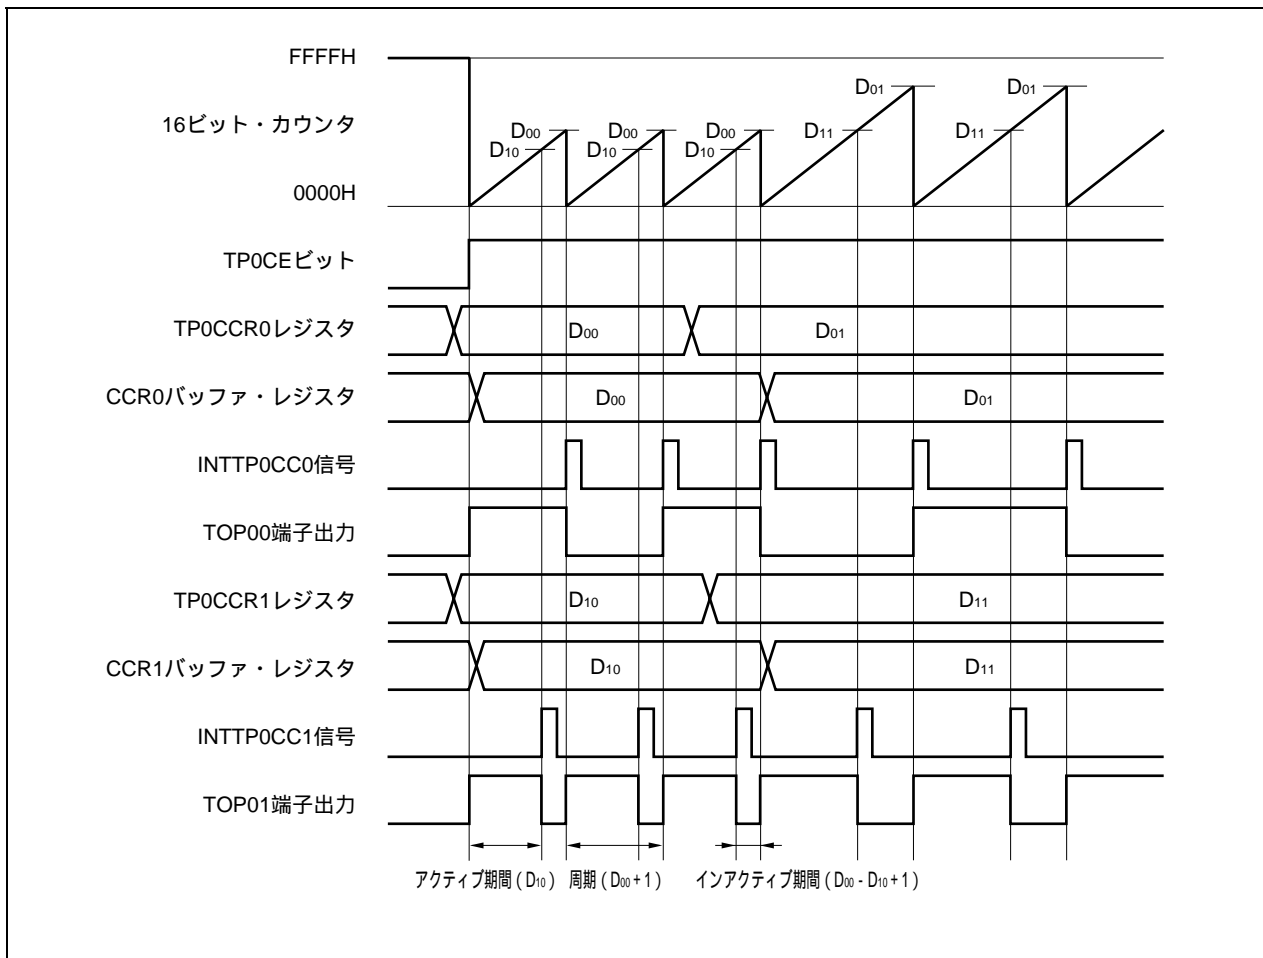 FFFFH
D01 D01
16ビット・カウンタ D00 D00 D00 D11 D11
D10 D10 D10
0000H
TP0CEビット
TP0CCR0レジスタ D00 D01
CCR0バッファ・レジスタ D00 D01
INTTP0CC0信号
TOP00端子出力
TP0CCR1レジスタ D10 D11
CCR1バッファ・レジスタ D10 D11
INTTP0CC1信号
TOP01端子出力
アクティブ期間(D10) 周期(D00+1) インアクティブ期間(D00-D10+1)